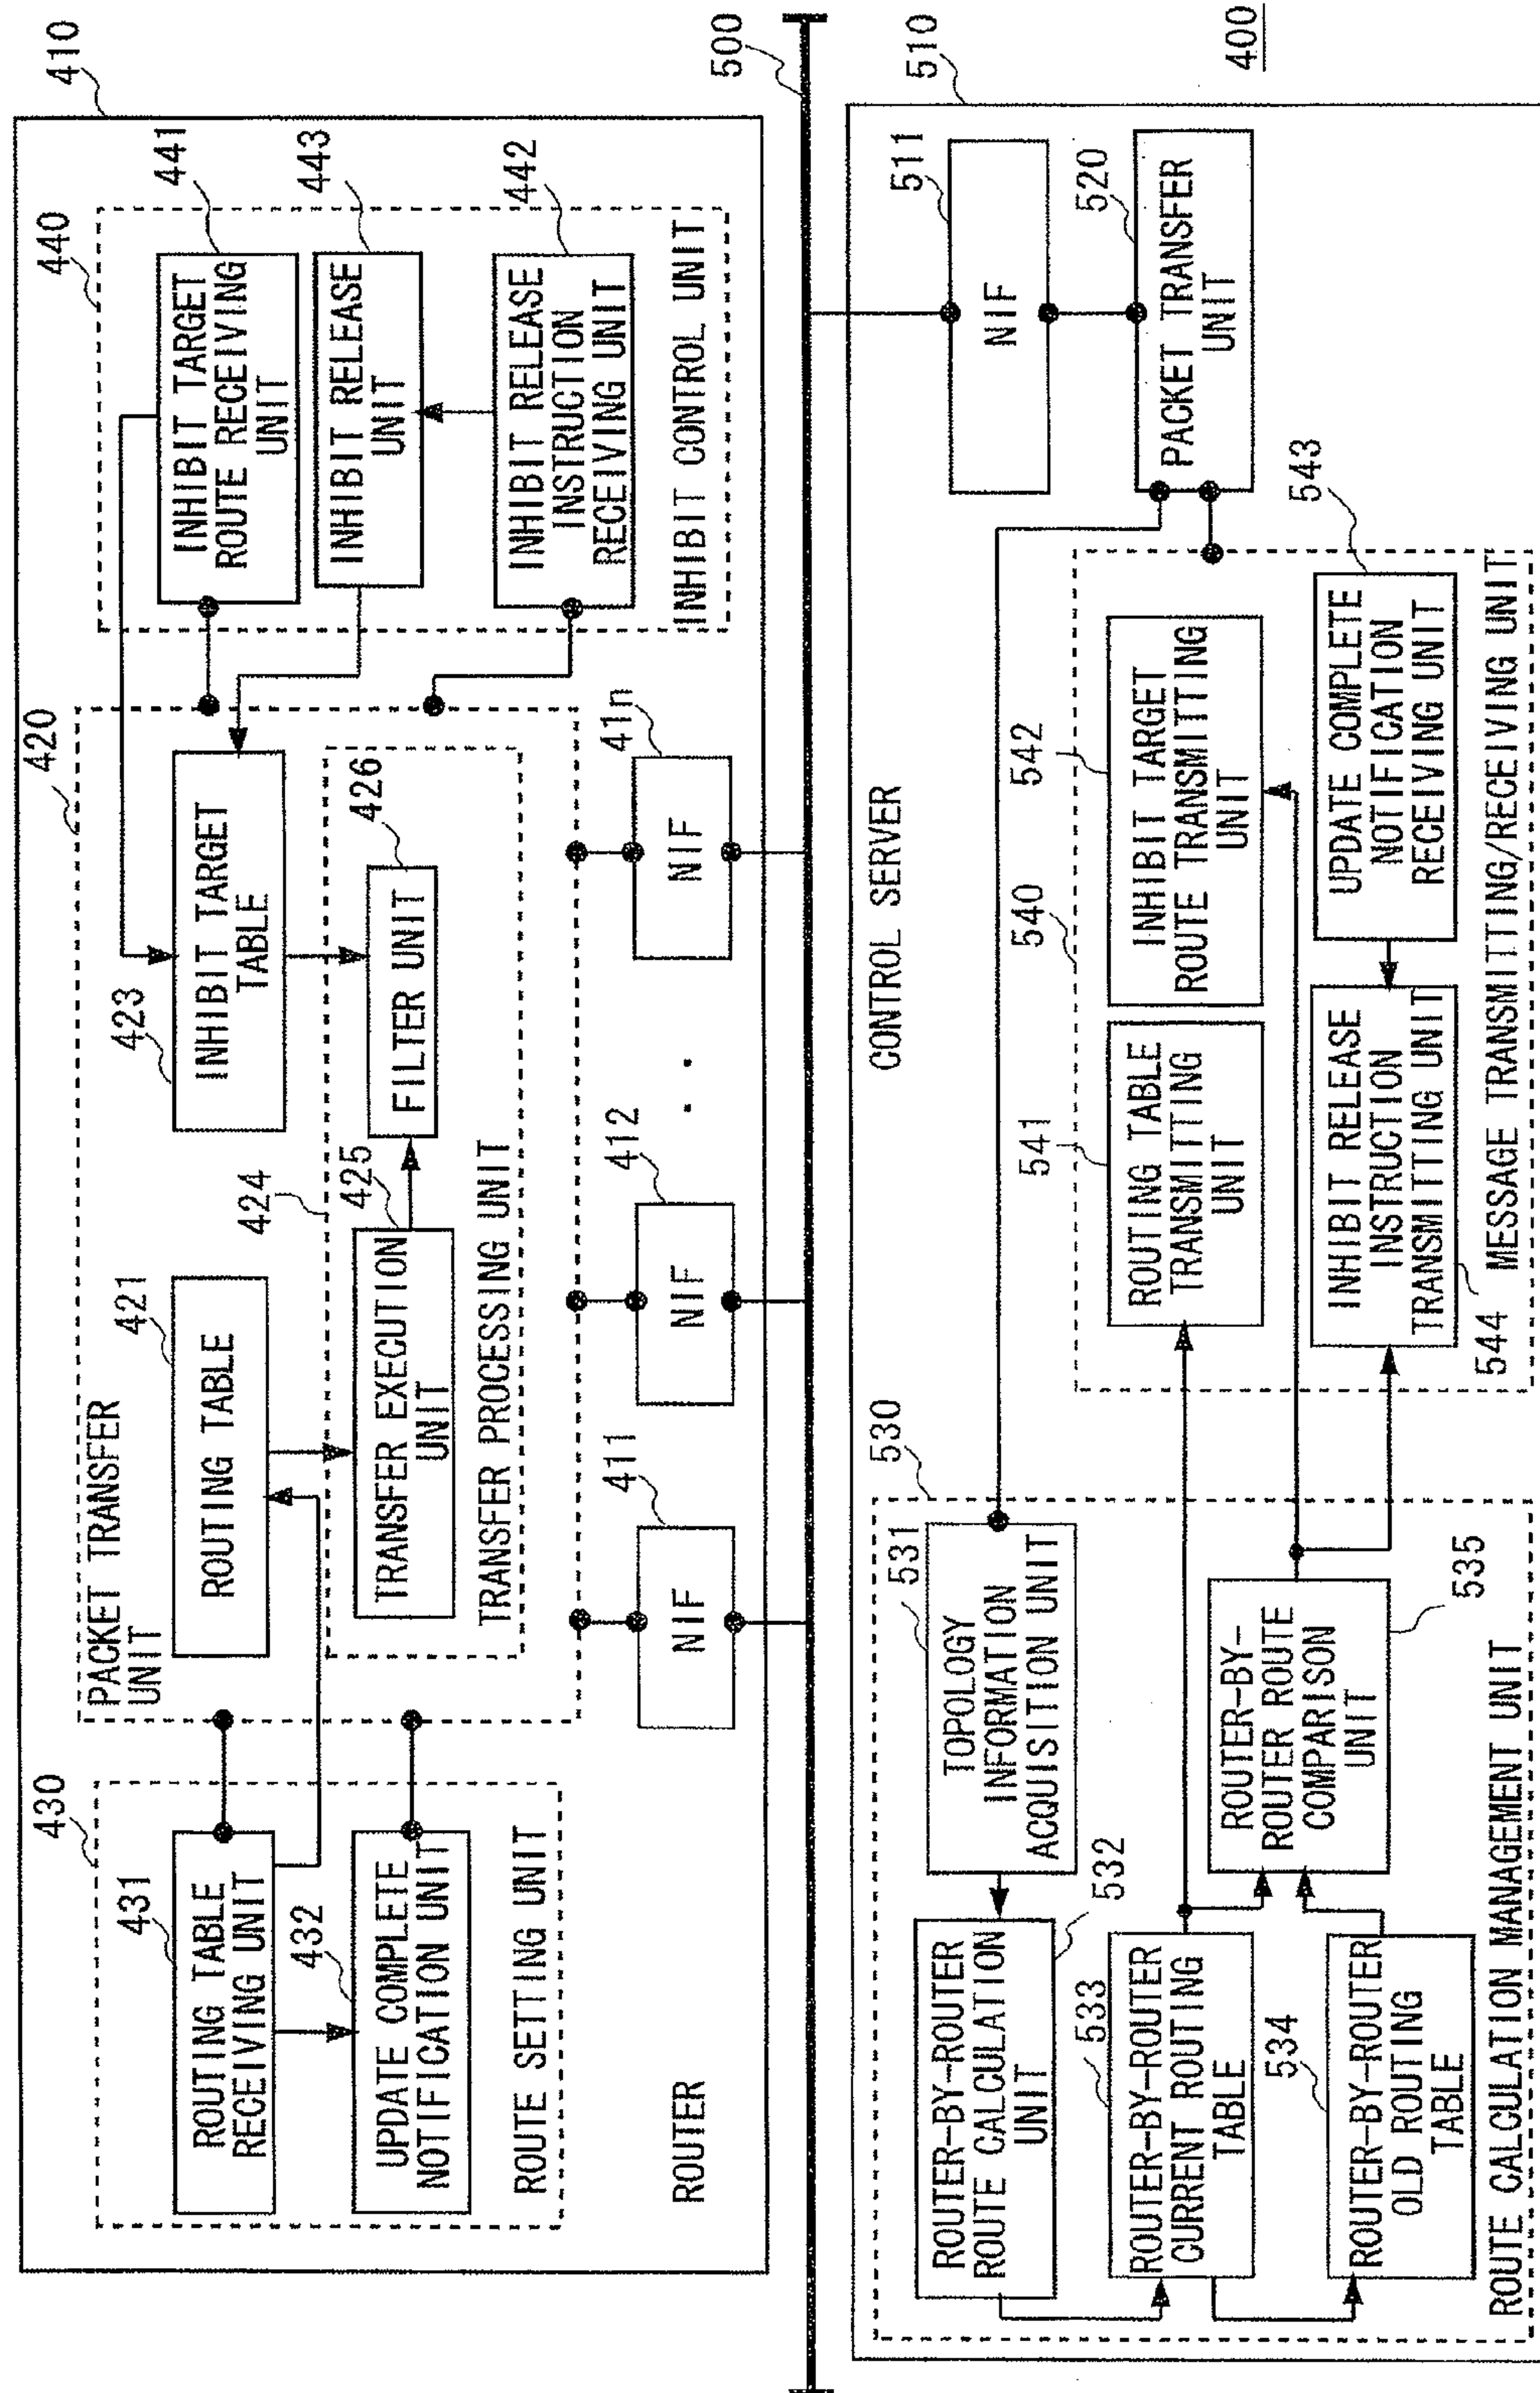 410
440
441
INHIBIT TARGET
ROUTE RECEIVING
UNIT
443
INHIBIT RELEASE
UNIT
442
INHIBIT RELEASE
INSTRUCTION
RECEIVING UNIT
INHIBIT CONTROL UNIT
420
PACKET TRANSFER
UNIT
421
ROUTING TABLE
423
INHIBIT TARGET
TABLE
424
425
TRANSFER EXECUTION
UNIT
426
FILTER UNIT
TRANSFER PROCESSING UNIT
430
431
ROUTING TABLE
RECEIVING UNIT
432
UPDATE COMPLETE
NOTIFICATION UNIT
ROUTE SETTING UNIT
411
NIF
412
NIF
. .
41n
NIF
ROUTER
500
510
CONTROL SERVER
511
NIF
520
PACKET TRANSFER
UNIT
530
531
TOPOLOGY
INFORMATION
ACQUISITION UNIT
532
ROUTER-BY-ROUTER
ROUTE CALCULATION
UNIT
533
ROUTER-BY-ROUTER
CURRENT ROUTING
TABLE
534
ROUTER-BY-ROUTER
OLD ROUTING
TABLE
535
ROUTER-BY-
ROUTER ROUTE
COMPARISON
UNIT
ROUTE CALCULATION MANAGEMENT UNIT
540
541
ROUTING TABLE
TRANSMITTING
UNIT
542
INHIBIT TARGET
ROUTE TRANSMITTING
UNIT
543
UPDATE COMPLETE
NOTIFICATION
RECEIVING UNIT
544
INHIBIT RELEASE
INSTRUCTION
TRANSMITTING UNIT
MESSAGE TRANSMITTING/RECEIVING UNIT
400